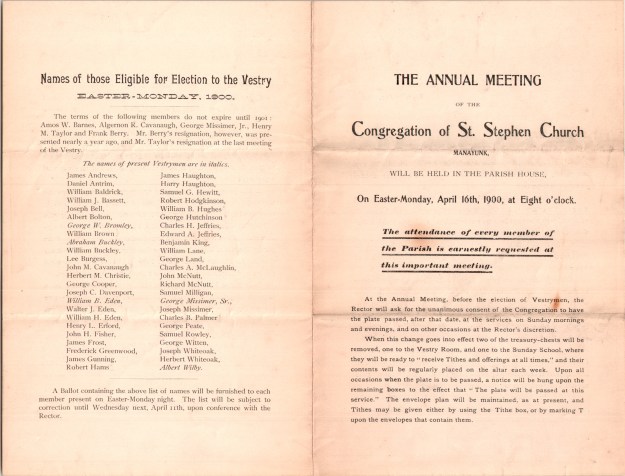 Names of those Eligible for Election to the Vestry
EASTER-MONDAY, 1900.
The terms of the following members do not expire until 1901:
Amos W. Barnes, Algernon K. Cavanaugh, George Missimer, Jr., Henry
M. Taylor and Frank Berry. Mr. Berry's resignation, however, was pre-
sented nearly a year ago, and Mr. Taylor's resignation at the last meeting
of the Vestry.
The names of present Vestrymen are in italics.
James Andrews,
Daniel Antrim,
William Baldrick,
William J. Bassett,
Joseph Bell,
Albert Bolton,
George W. Bromley,
William Brown
Abraham Buckley,
William Buckley,
Lee Burgess,
John M. Cavanaugh
Herbert M. Christie,
George Cooper,
Joseph C. Davenport,
William B. Eden,
Walter J. Eden,
William H. Eden,
Henry L. Erford,
John H. Fisher,
James Frost,
Frederick Greenwood,
James Gunning,
Robert Hams
James Haughton,
Harry Haughton,
Samuel G. Hewitt,
Robert Hodgkinson,
William B. Hughes
George Hutchinson
Charles H. Jeffries,
Edward A. Jeffries,
Benjamin King,
William Lane,
George Land,
Charles A. McLaughlin,
John McNutt,
Richard McNutt,
Samuel Milligan,
George Missimer, Sr.,
Joseph Missimer,
Charles B. Palmer
George Peate,
Samuel Rowley,
George Witten,
Joseph Whiteoak,
Herbert Whiteoak,
Albert Wilby.
A Ballot containing the above list of names will be furnished to each
member present on Easter-Monday night. The list will be subject to
correction until Wednesday next, April 11th, upon conference with the
Rector.
THE ANNUAL MEETING
OF THE
Congregation of St. Stephen Church
MANAYUNK,
WILL BE HELD IN THE PARISH HOUSE,
On Easter-Monday, April 16th, 1900, at Eight o'clock.
The attendance of every member of
the Parish is earnestly requested at
this important meeting.
At the Annual Meeting, before the election of Vestrymen, the
Rector will ask for the unanimous consent of the Congregation to have
the plats passed, after that date, at the services on Sunday mornings
and evenings, and on other occasions at the Rector's discretion.
When this change goes into effect two of the treasury-chests will be
removed, one to the Vestry Room, and one to the Sunday School, where
they will be ready to "receive Tithes and offerings at all times," and their
contents will be regularly placed on the altar each week. Upon all
occasions when the plate is to be passed, a notice will be hung upon the
remaining boxes to the effect that "The plate will be passed at this
service." The envelope plan will be maintained, as at present, and
Tithes may be given either by using the Tithe box, or by marking T
upon the envelopes that contain them.